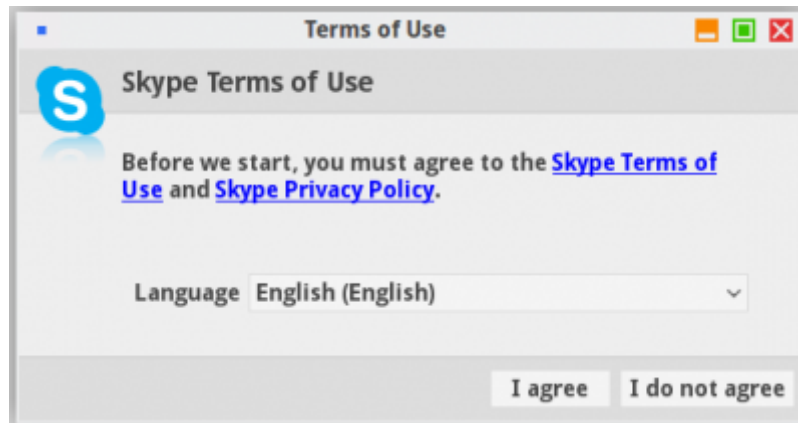 Terms of Use
Skype Terms of Use
Before we start, you must agree to the Skype Terms of
Use and Skype Privacy Policy.
Language English (English)
I agree I do not agree